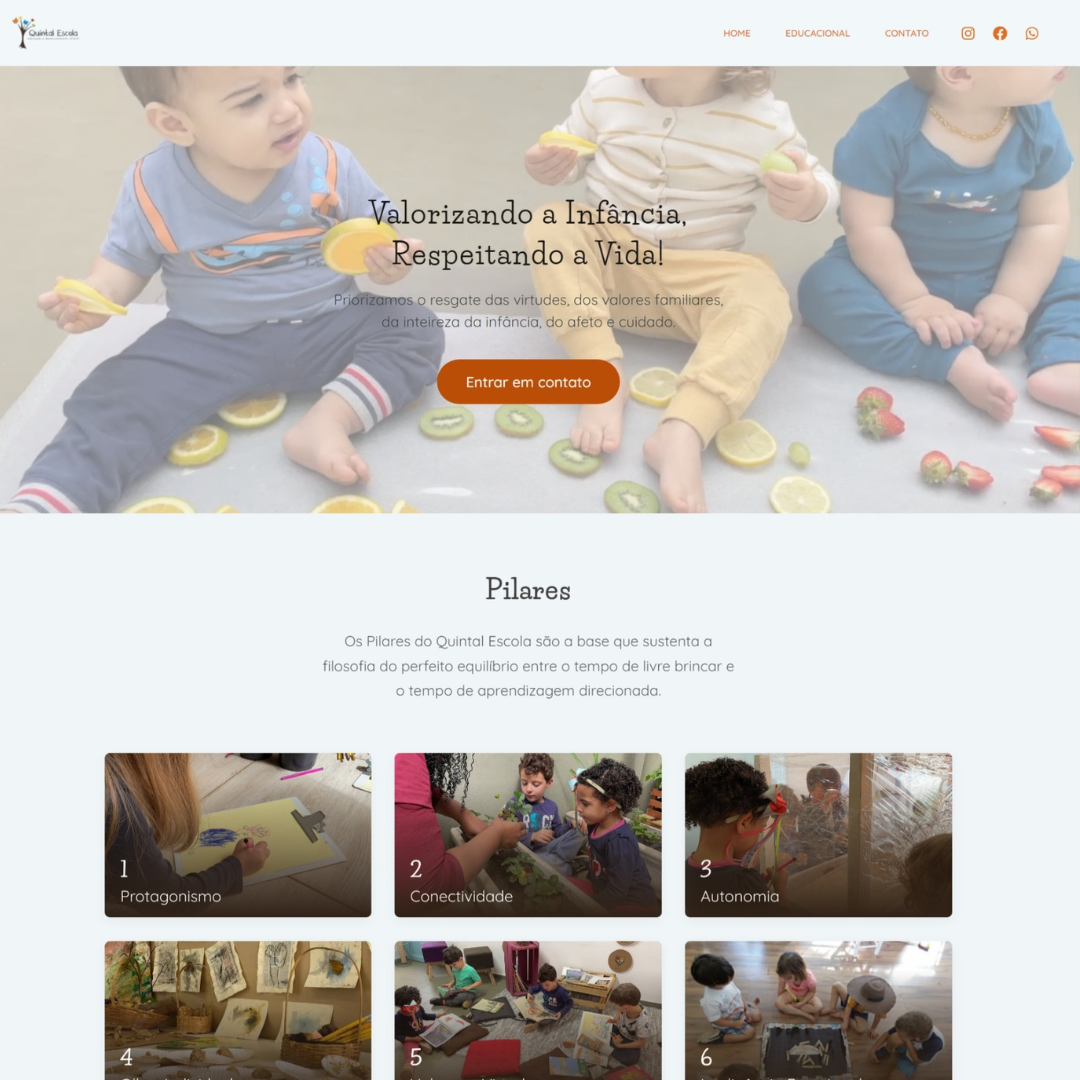 Quintal Escola
HOME EDUCACIONAL CONTATO
Valorizando a Infância,
Respeitando a Vida!
Priorizamos o resgate das virtudes, dos valores familiares,
da inteireza da infância, do afeto e cuidado.
Entrar em contato
Pilares
Os Pilares do Quintal Escola são a base que sustenta a
filosofia do perfeito equilíbrio entre o tempo de livre brincar e
o tempo de aprendizagem direcionada.
1
Protagonismo
2
Conectividade
3
Autonomia
4
5
6